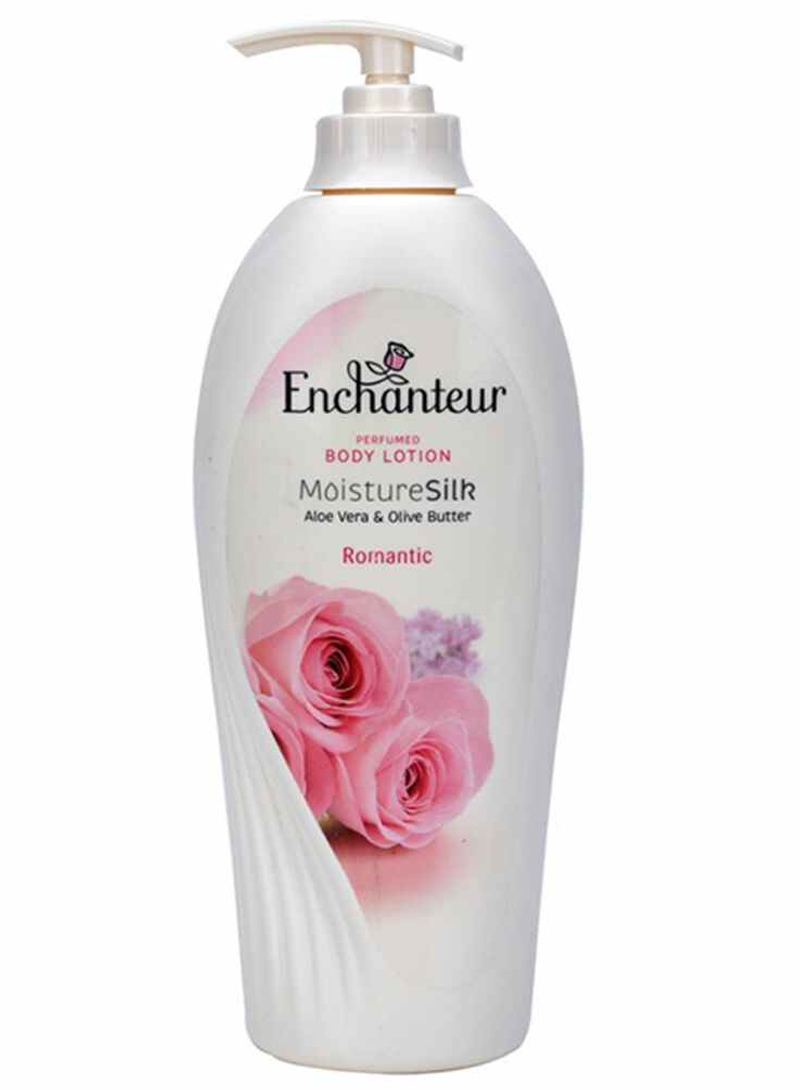 Enchanteur
PERFUMED
BODY LOTION
MoistureSilk
Aloe Vera & Olive Butter
Romantic